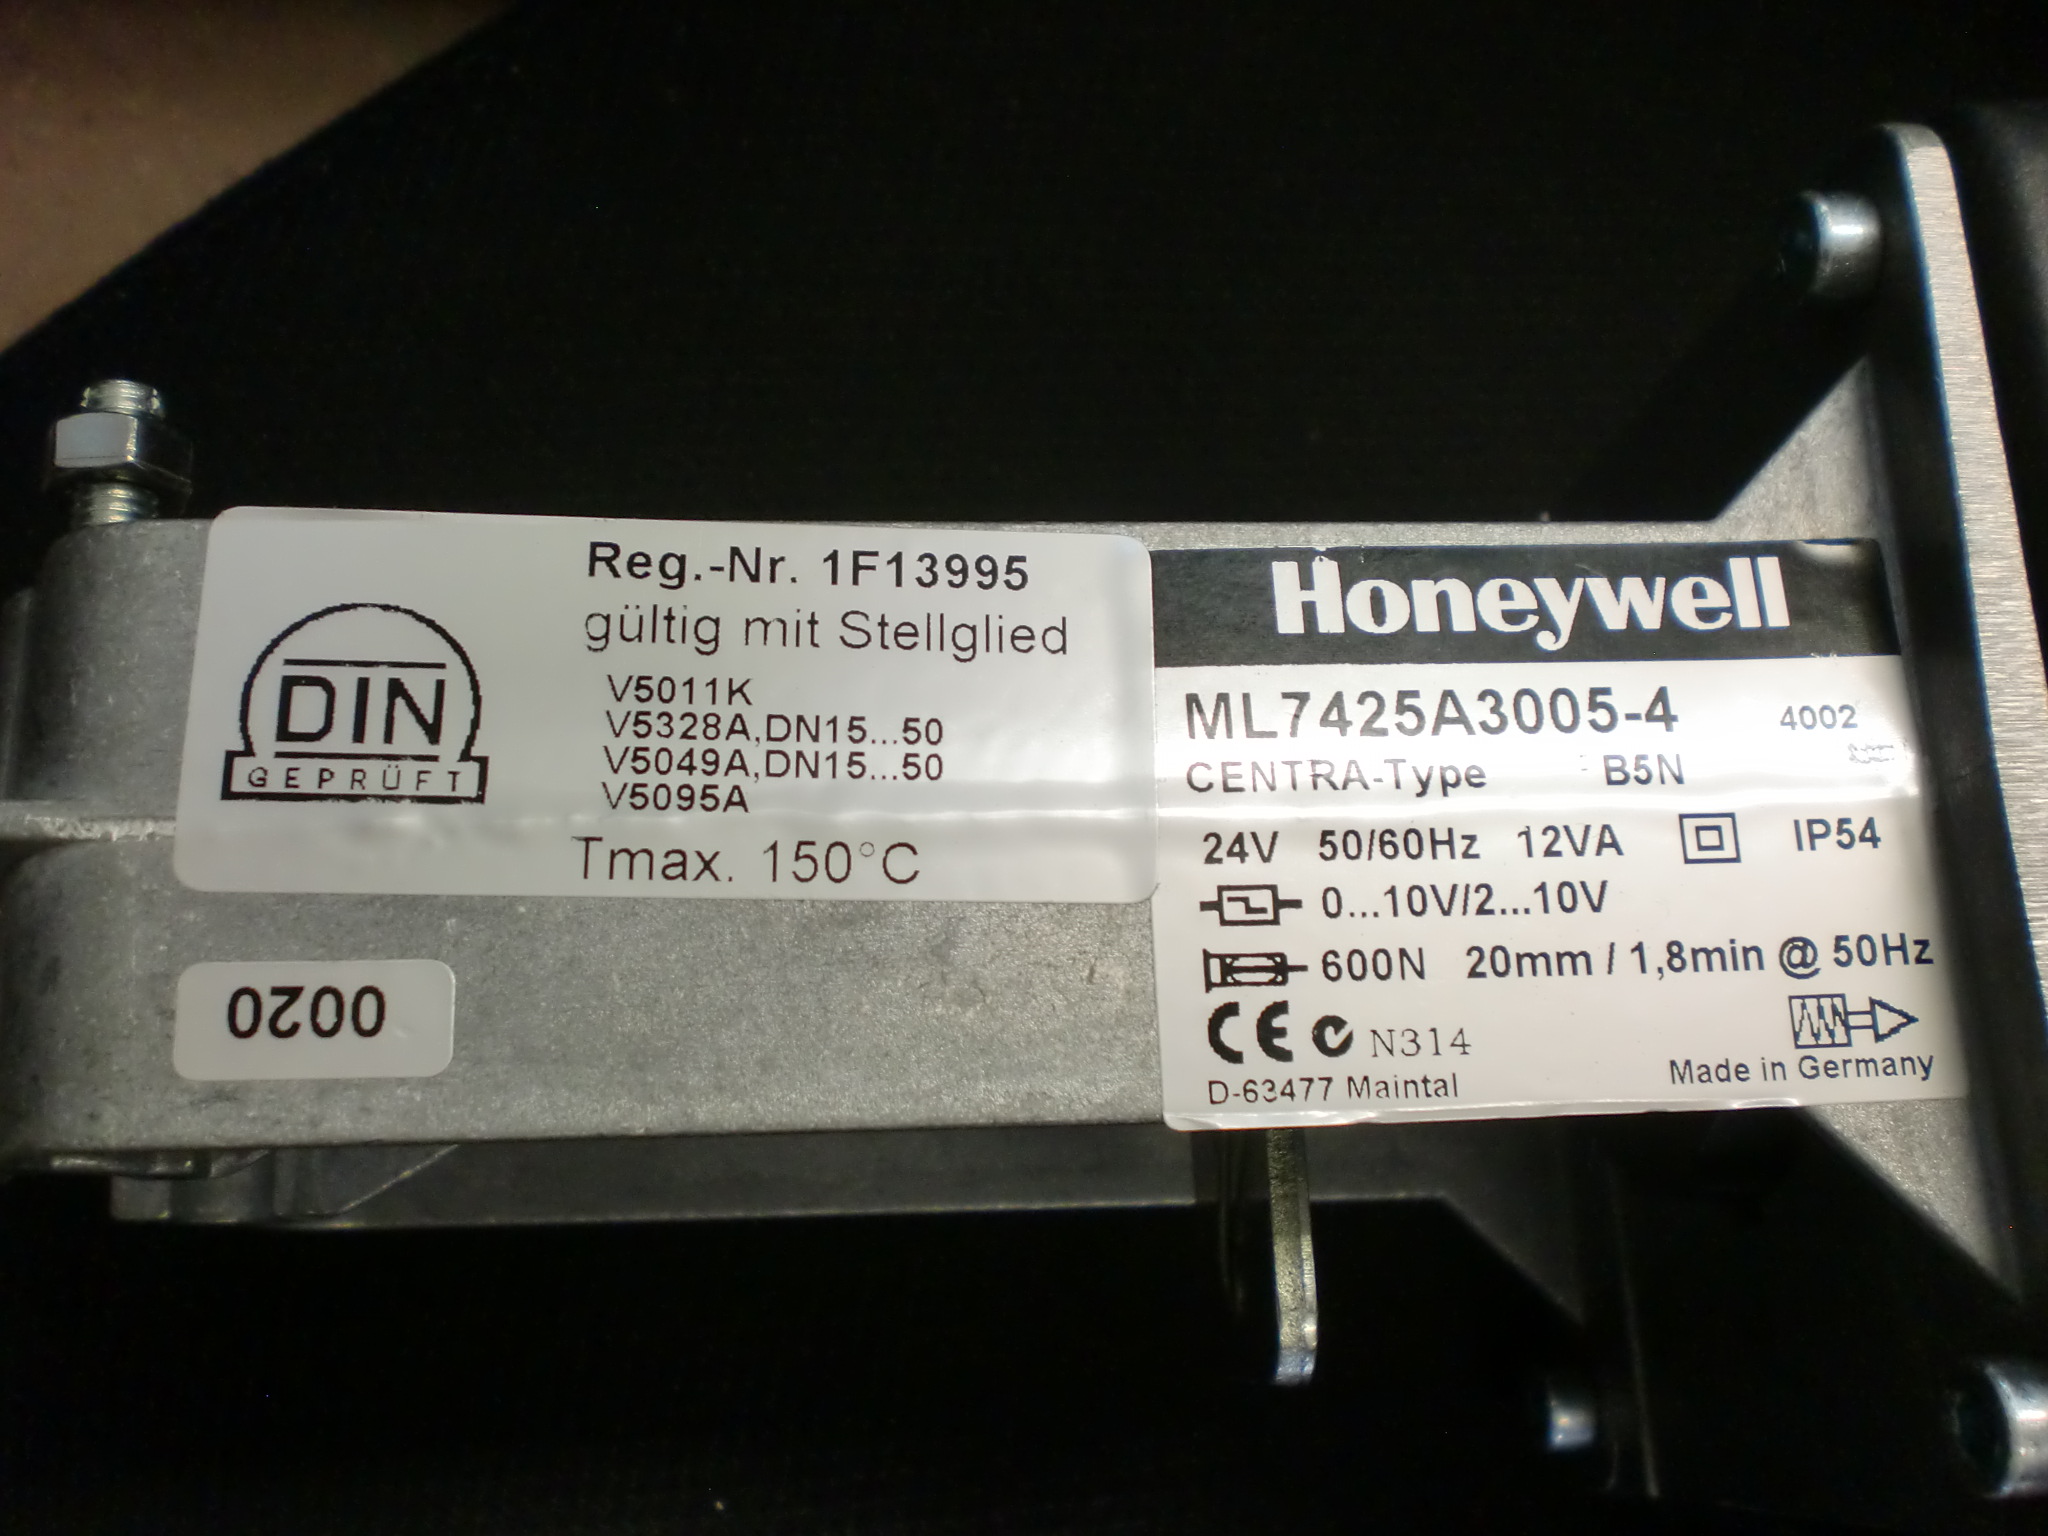 Reg.-Nr. 1F13995
gültig mit Stellglied
V5011K
V5328A,DN15...50
V5049A,DN15...50
V5095A
Tmax. 150°C
DIN
GEPRÜFT
0020
Honeywell
ML7425A3005-4 4002
CENTRA-Type B5N
24V 50/60Hz 12VA IP54
0...10V/2...10V
600N 20mm / 1,8min @ 50Hz
CE N314
D-63477 Maintal
Made in Germany